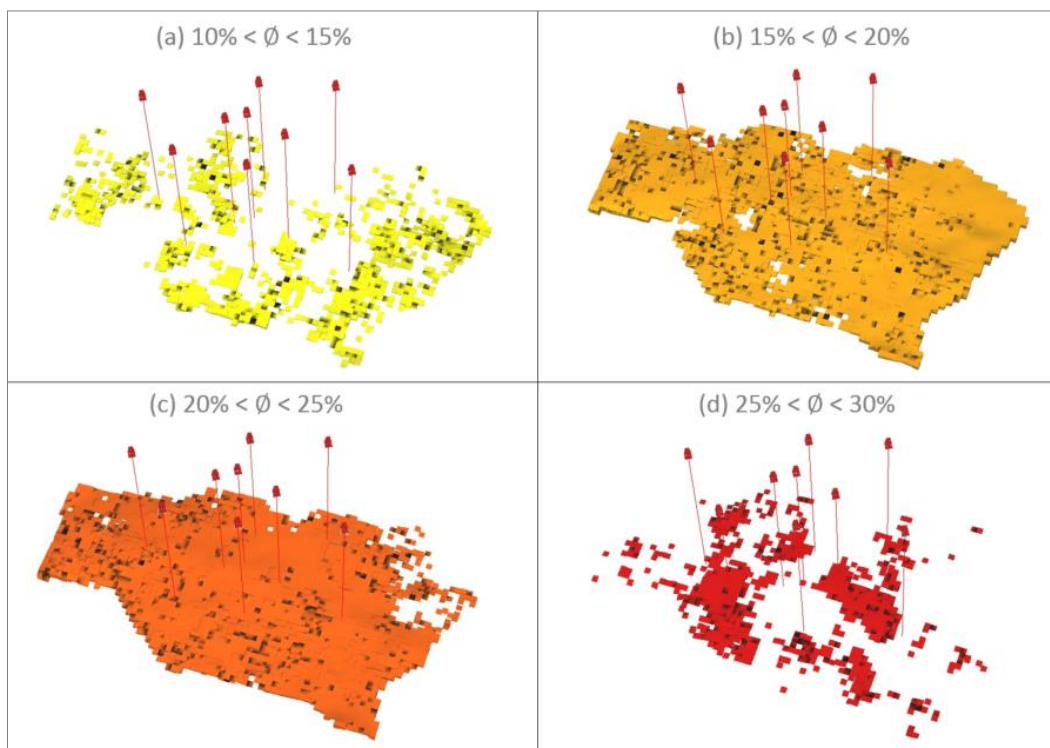 (a) 10% < Ø < 15%
(b) 15% < Ø < 20%
(c) 20% < Ø < 25%
(d) 25% < Ø < 30%